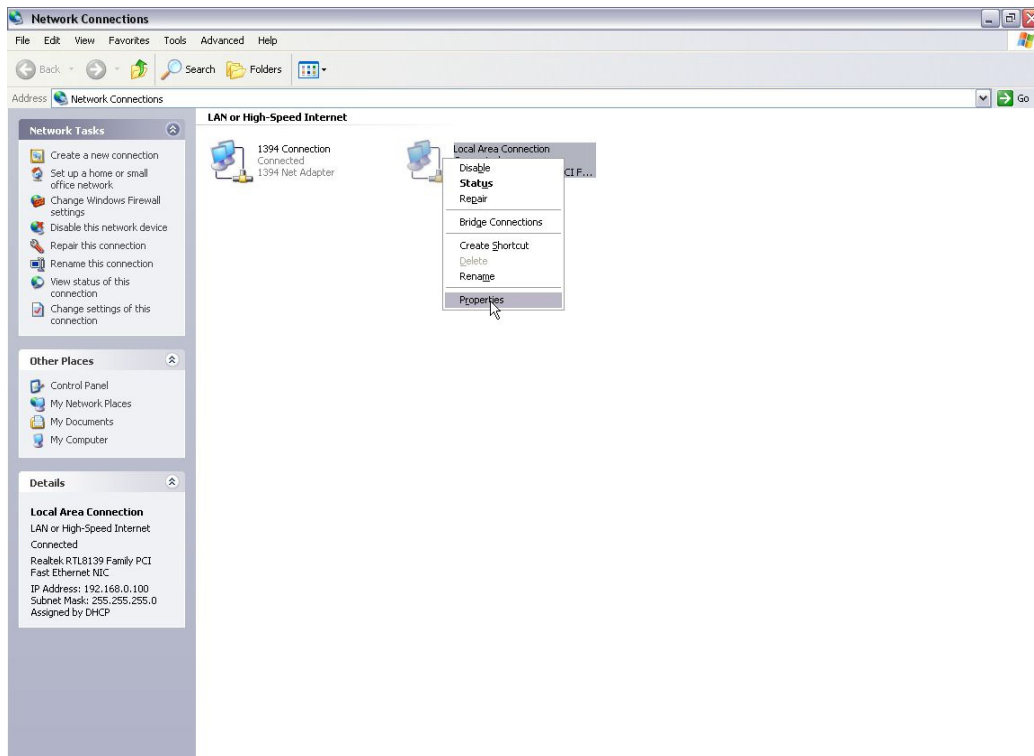 Network Connections
File Edit View Favorites Tools Advanced Help
Back Search Folders
Address Network Connections Go
Network Tasks
Create a new connection
Set up a home or small
office network
Change Windows Firewall
settings
Disable this network device
Repair this connection
Rename this connection
View status of this
connection
Change settings of this
connection
Other Places
Control Panel
My Network Places
My Documents
My Computer
Details
Local Area Connection
LAN or High-Speed Internet
Connected
Realtek RTL8139 Family PCI
Fast Ethernet NIC
IP Address: 192.168.0.100
Subnet Mask: 255.255.255.0
Assigned by DHCP
LAN or High-Speed Internet
1394 Connection
Connected
1394 Net Adapter
Local Area Connection
CI F...
Disable
Status
Repair
Bridge Connections
Create Shortcut
Delete
Rename
Properties